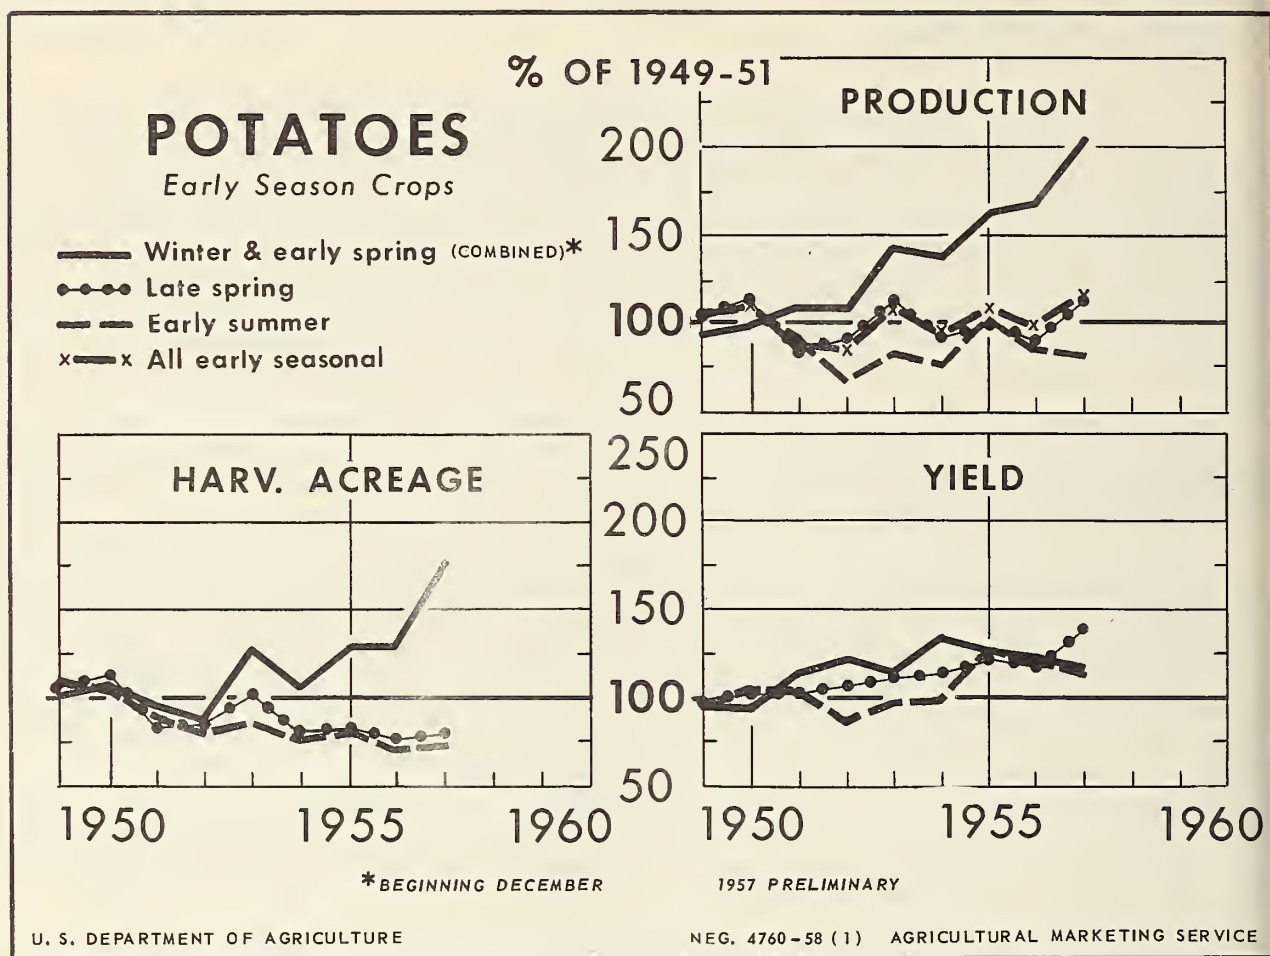 % OF 1949-51
POTATOES
Early Season Crops
Winter & early spring (COMBINED)*
Late spring
Early summer
x x All early seasonal
PRODUCTION
200
150
100
50
HARV. ACREAGE
YIELD
250
200
150
100
50
1950 1955 1960
1950 1955 1960
*BEGINNING DECEMBER
1957 PRELIMINARY
U. S. DEPARTMENT OF AGRICULTURE
NEG. 4760-58 (1) AGRICULTURAL MARKETING SERVICE